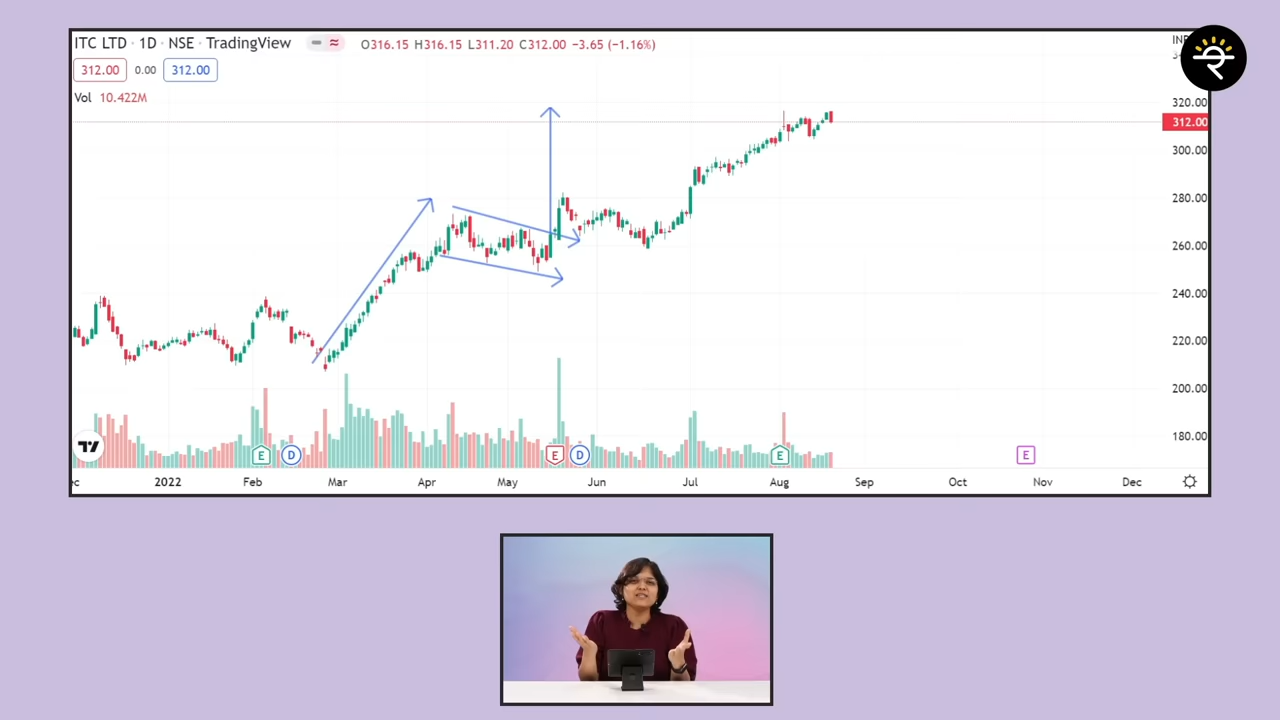 ITC LTD · 1D · NSE · TradingView O316.15 H316.15 L311.20 C312.00 −3.65 (−1.16%)
312.00 0.00 312.00
Vol 10.422M
320.00
312.00
300.00
280.00
260.00
240.00
220.00
200.00
180.00
E D E D E E
2022 Feb Mar Apr May Jun Jul Aug Sep Oct Nov Dec